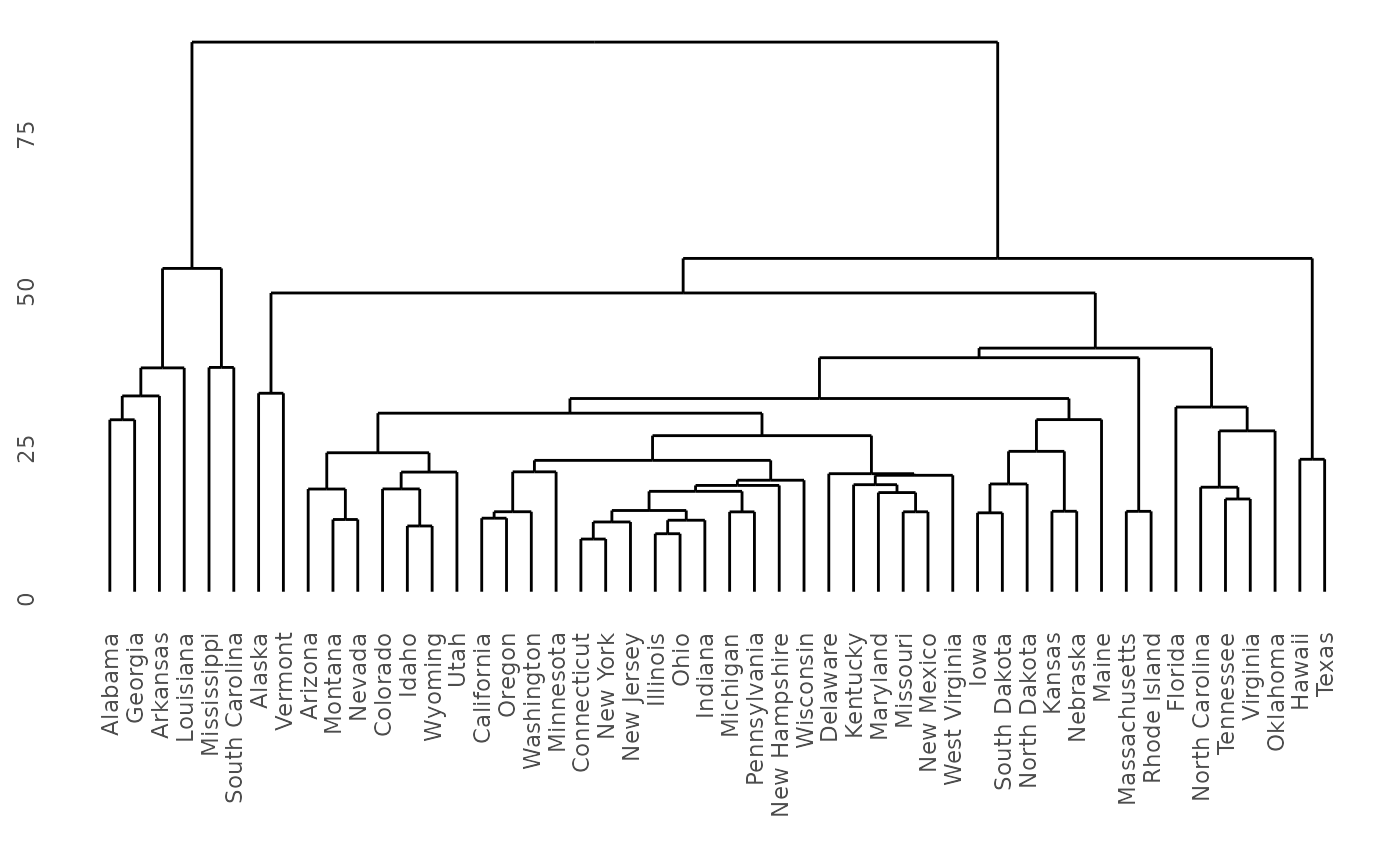 75
50
25
0
Alabama
Georgia
Arkansas
Louisiana
Mississippi
South Carolina
Alaska
Vermont
Arizona
Montana
Nevada
Colorado
Idaho
Wyoming
Utah
California
Oregon
Washington
Minnesota
Connecticut
New York
New Jersey
Illinois
Ohio
Indiana
Michigan
Pennsylvania
New Hampshire
Wisconsin
Delaware
Kentucky
Maryland
Missouri
New Mexico
West Virginia
Iowa
South Dakota
North Dakota
Kansas
Nebraska
Maine
Massachusetts
Rhode Island
Florida
North Carolina
Tennessee
Virginia
Oklahoma
Hawaii
Texas